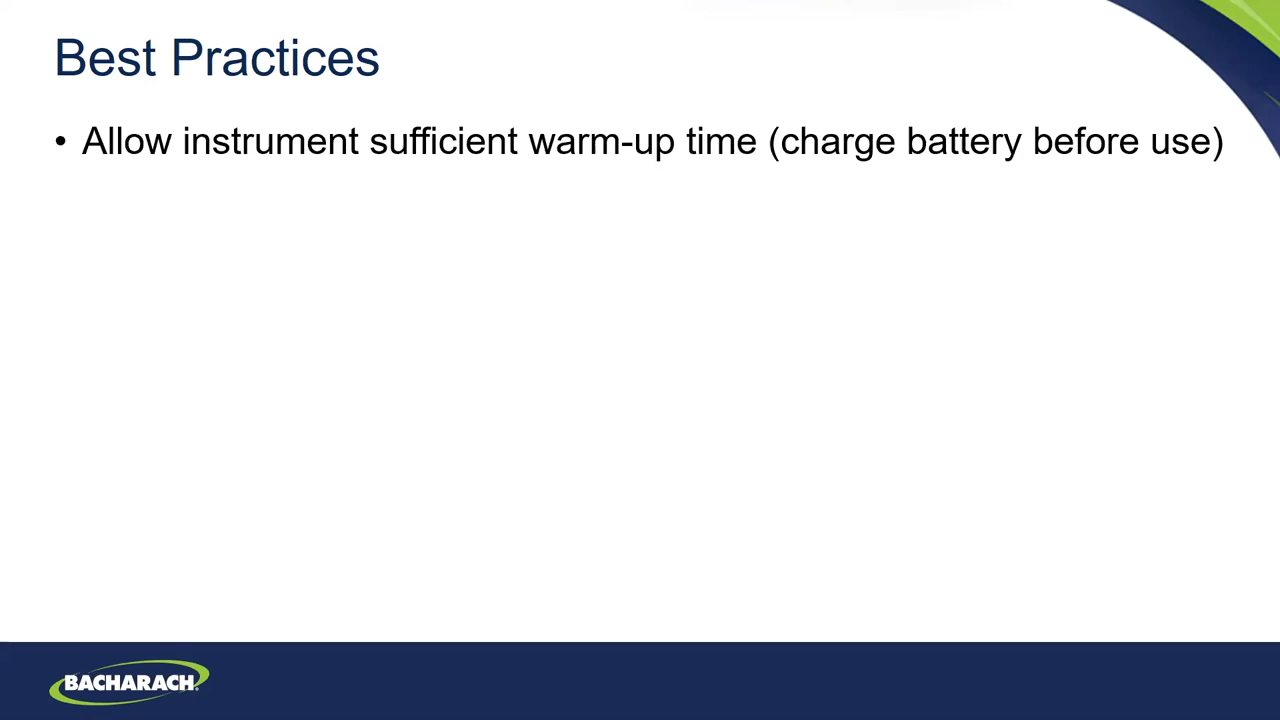 Best Practices
• Allow instrument sufficient warm-up time (charge battery before use)
BACHARACH®